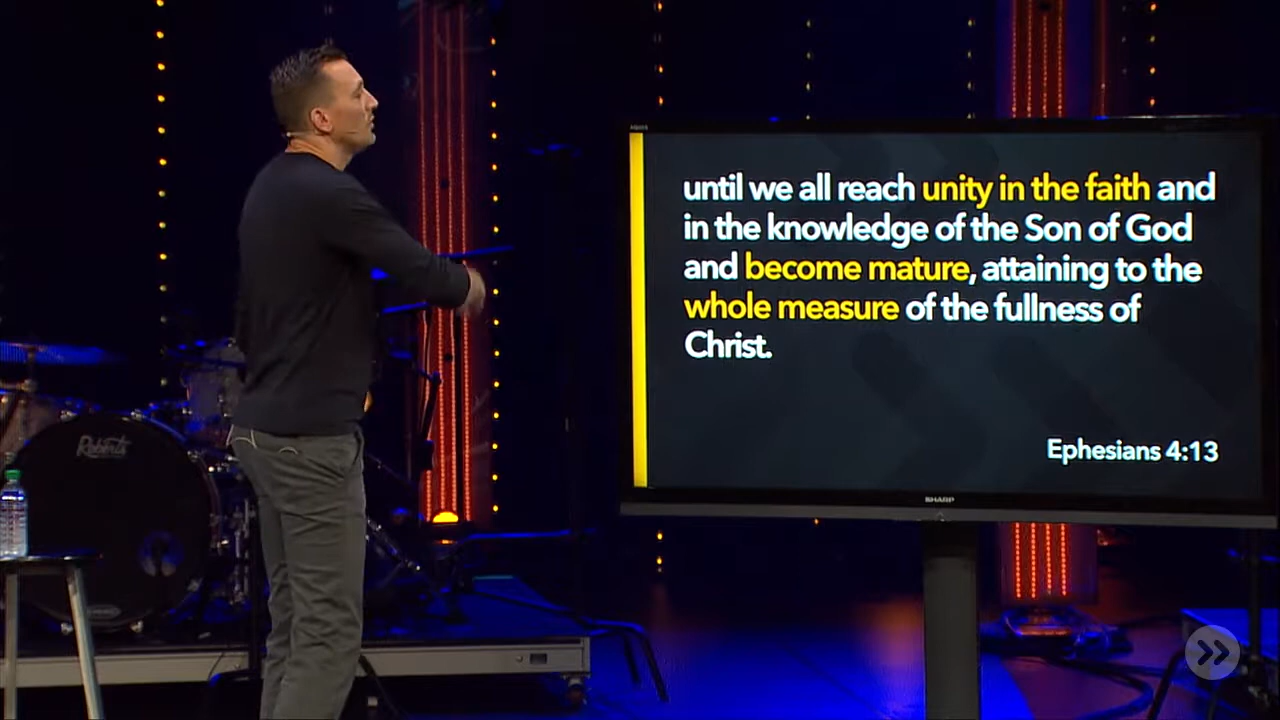 until we all reach unity in the faith and
in the knowledge of the Son of God
and become mature, attaining to the
whole measure of the fullness of
Christ.
Ephesians 4:13
SHARP
Roberts